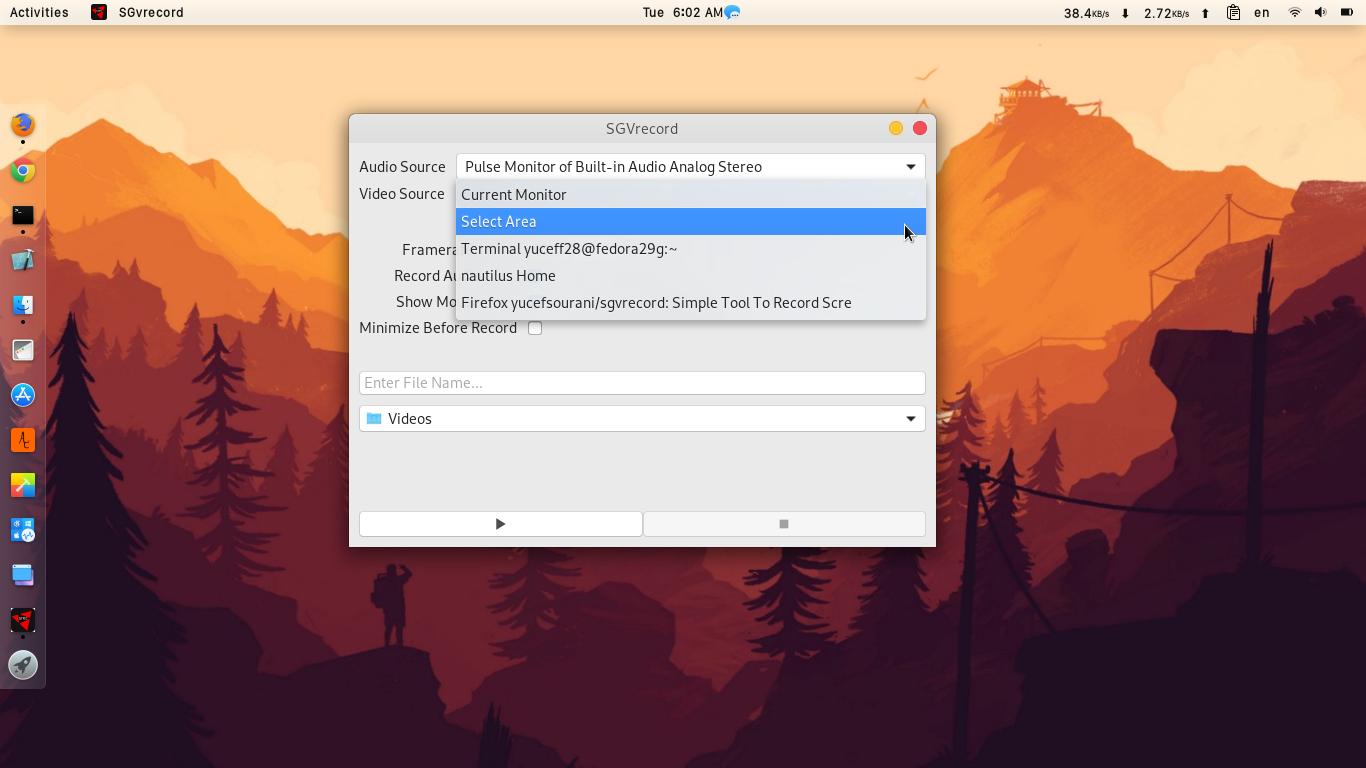 Activities SGVrecord Tue 6:02 AM 38.4KB/s ⬇ 2.72KB/s ⬆ en
SGVrecord
Audio Source Pulse Monitor of Built-in Audio Analog Stereo
Video Source Current Monitor
Select Area
Framera Terminal yuceff28@fedora29g:~
Record Au nautilus Home
Show Mo Firefox yucefsourani/sgvrecord: Simple Tool To Record Scre
Minimize Before Record
Enter File Name...
Videos